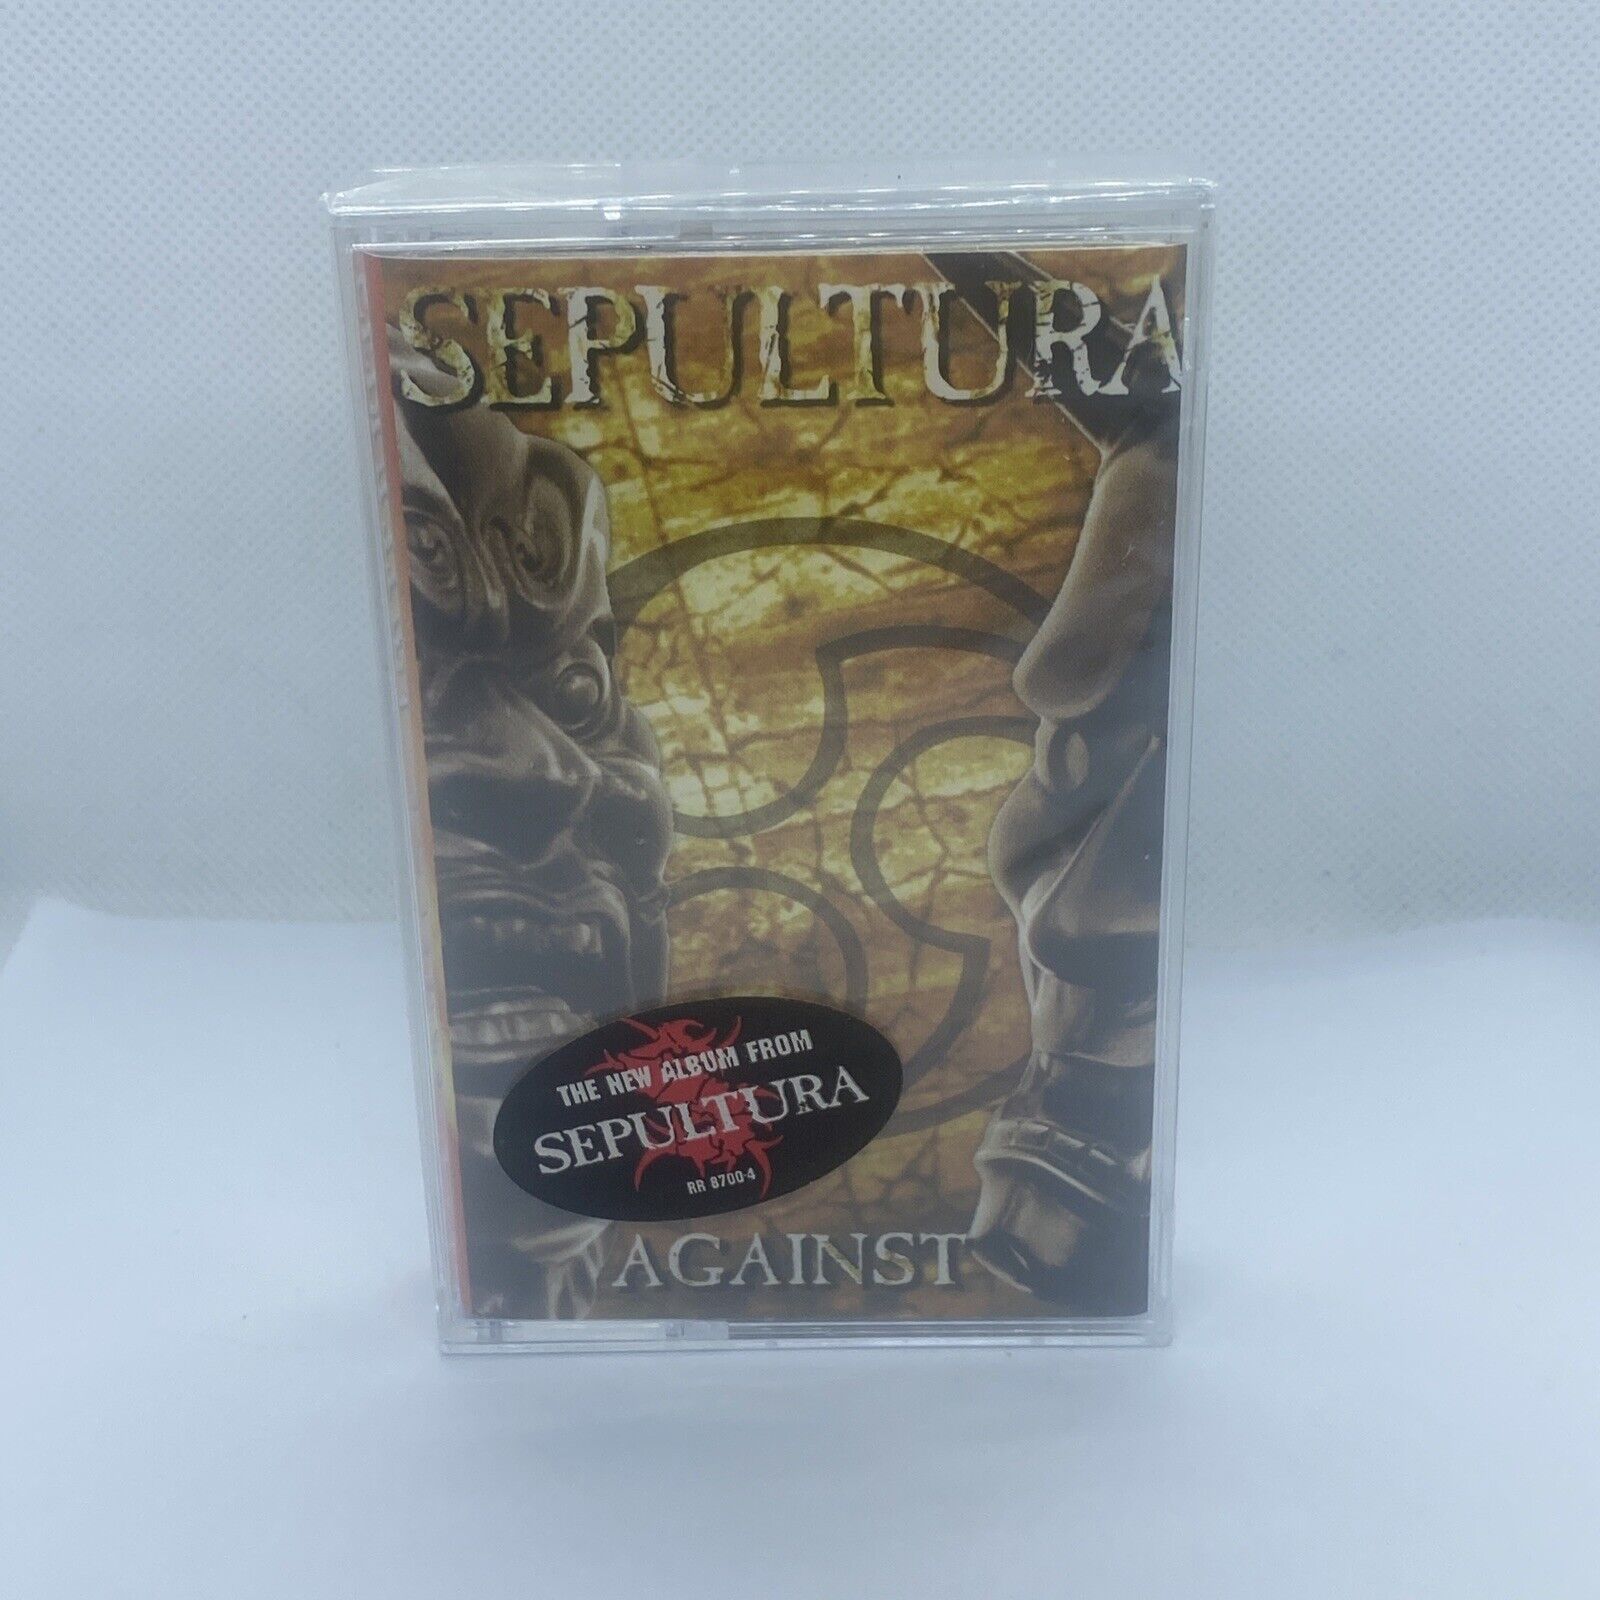 SEPULTURA
THE NEW ALBUM FROM
SEPULTURA
RR 8700-4
AGAINST